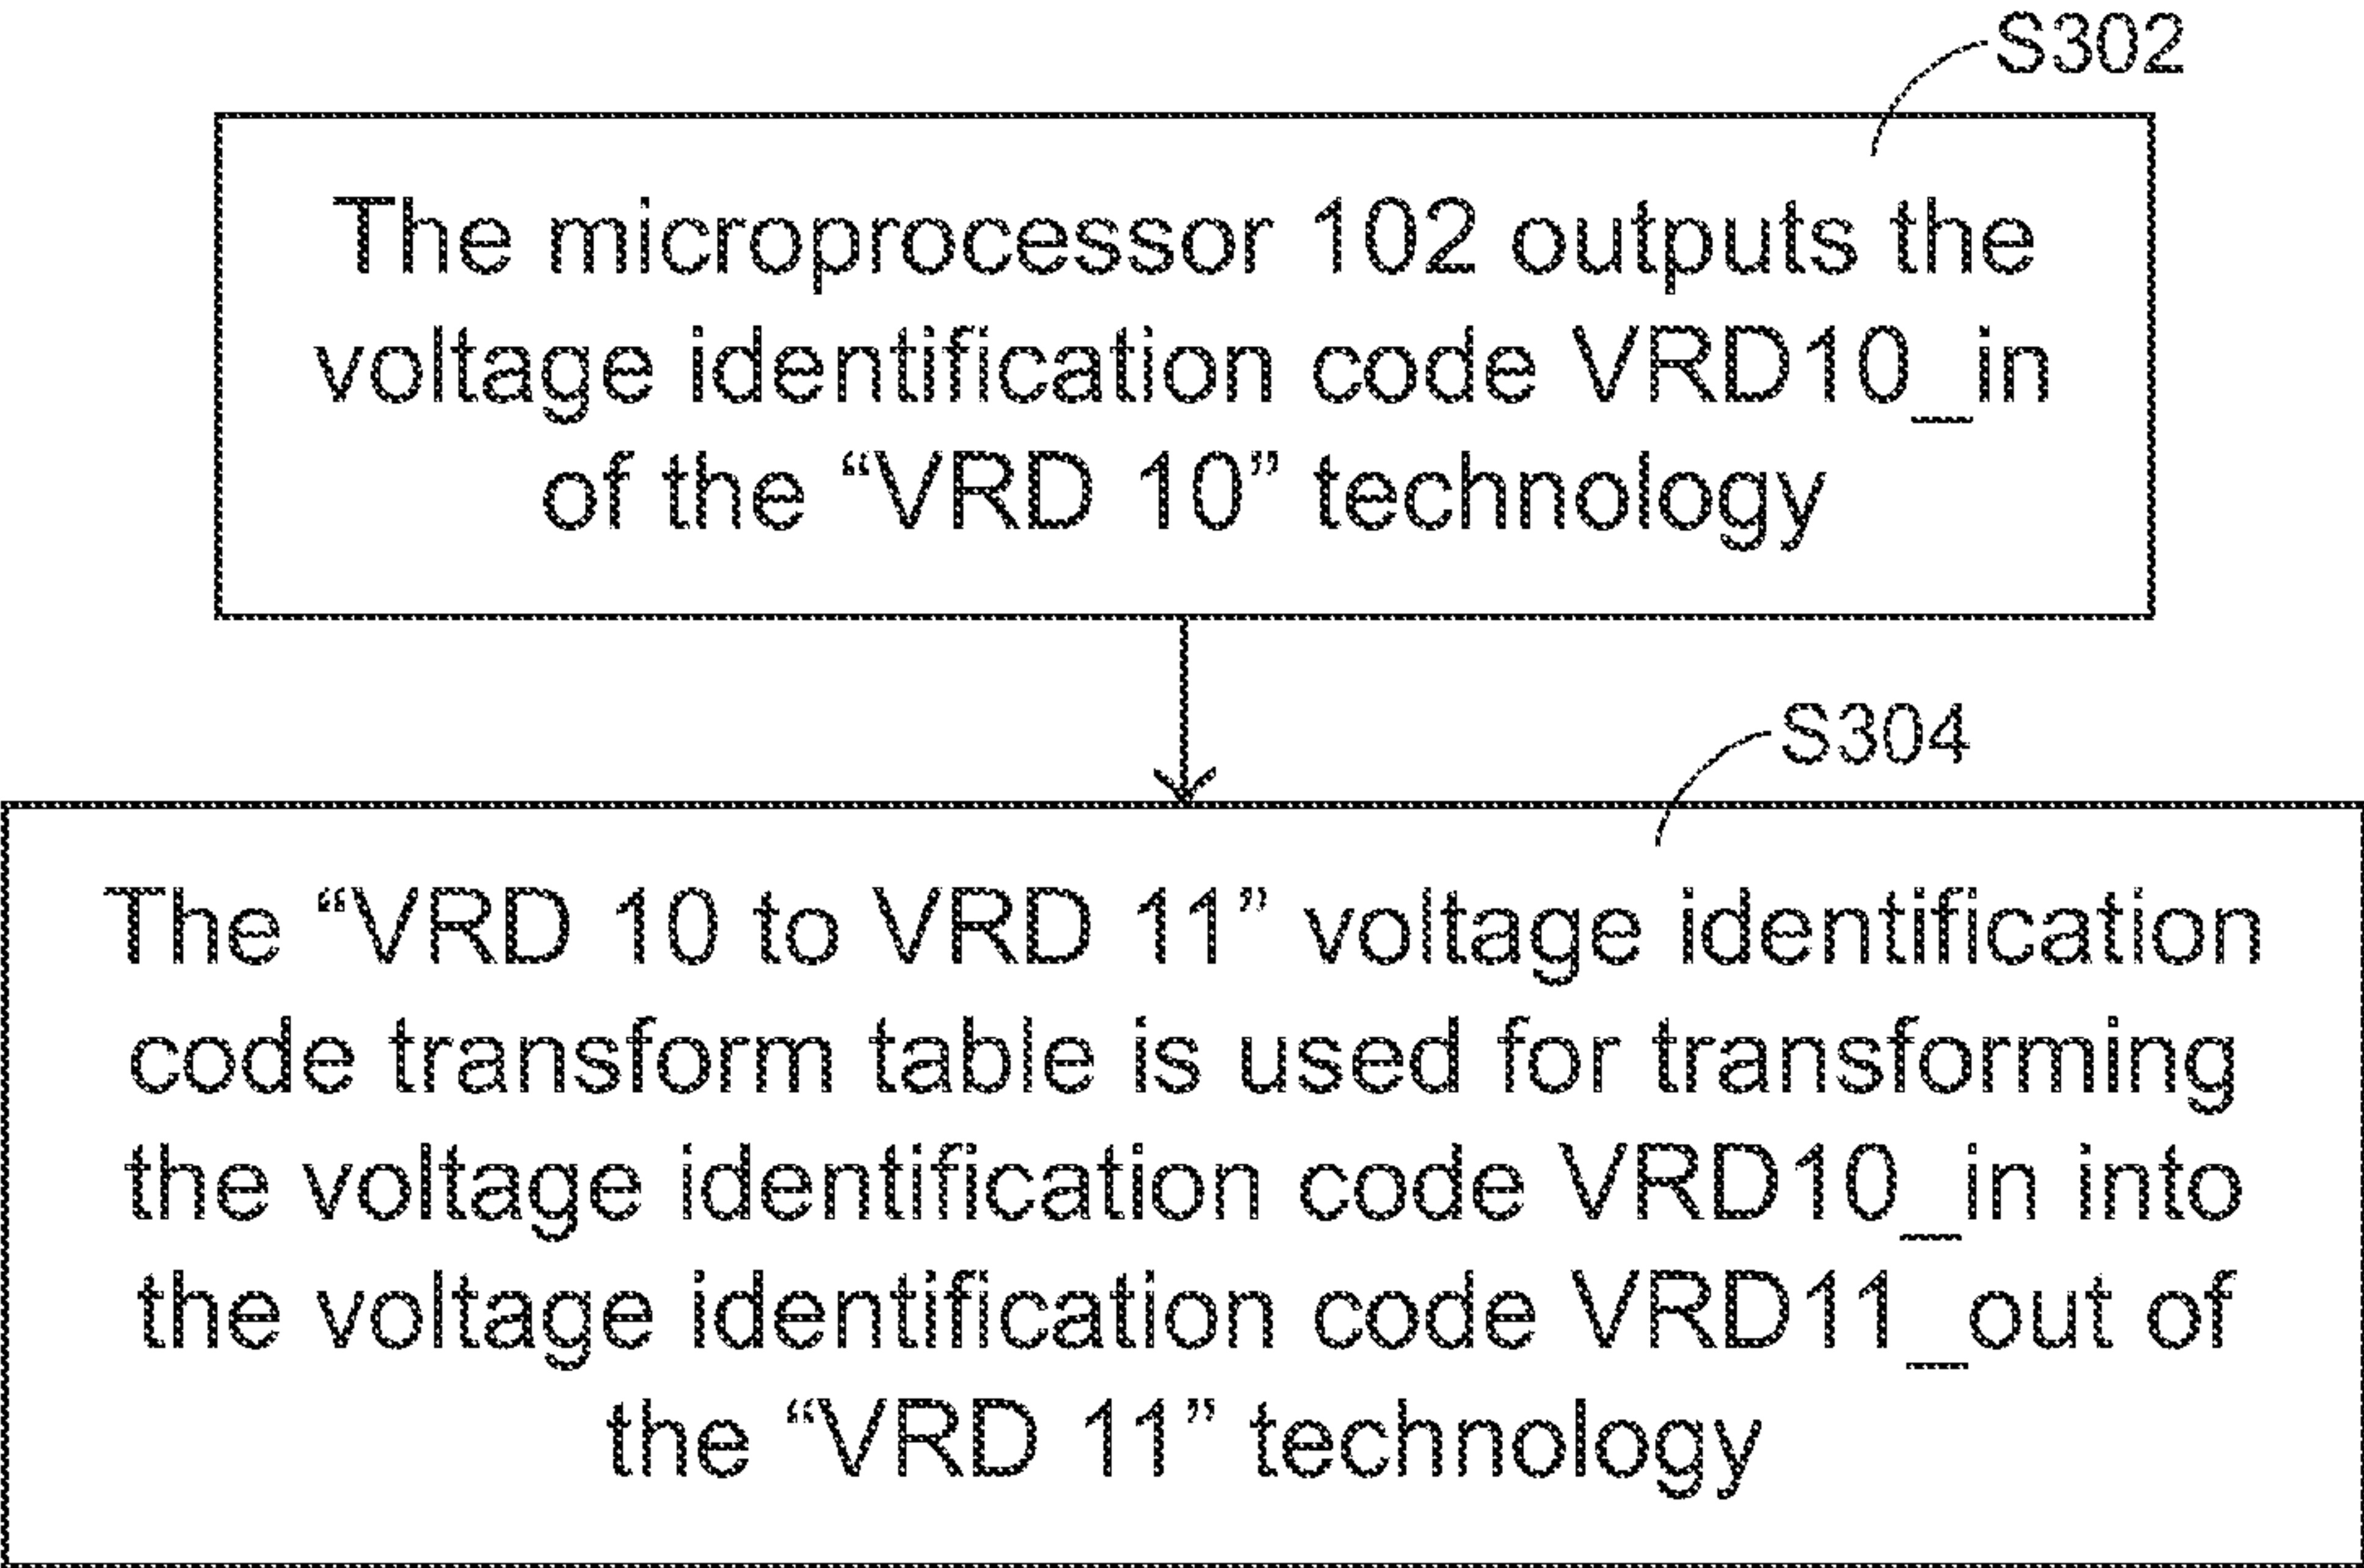 S302
The microprocessor 102 outputs the
voltage identification code VRD10_in
of the “VRD 10” technology
S304
The “VRD 10 to VRD 11” voltage identification
code transform table is used for transforming
the voltage identification code VRD10_in into
the voltage identification code VRD11_out of
the “VRD 11” technology